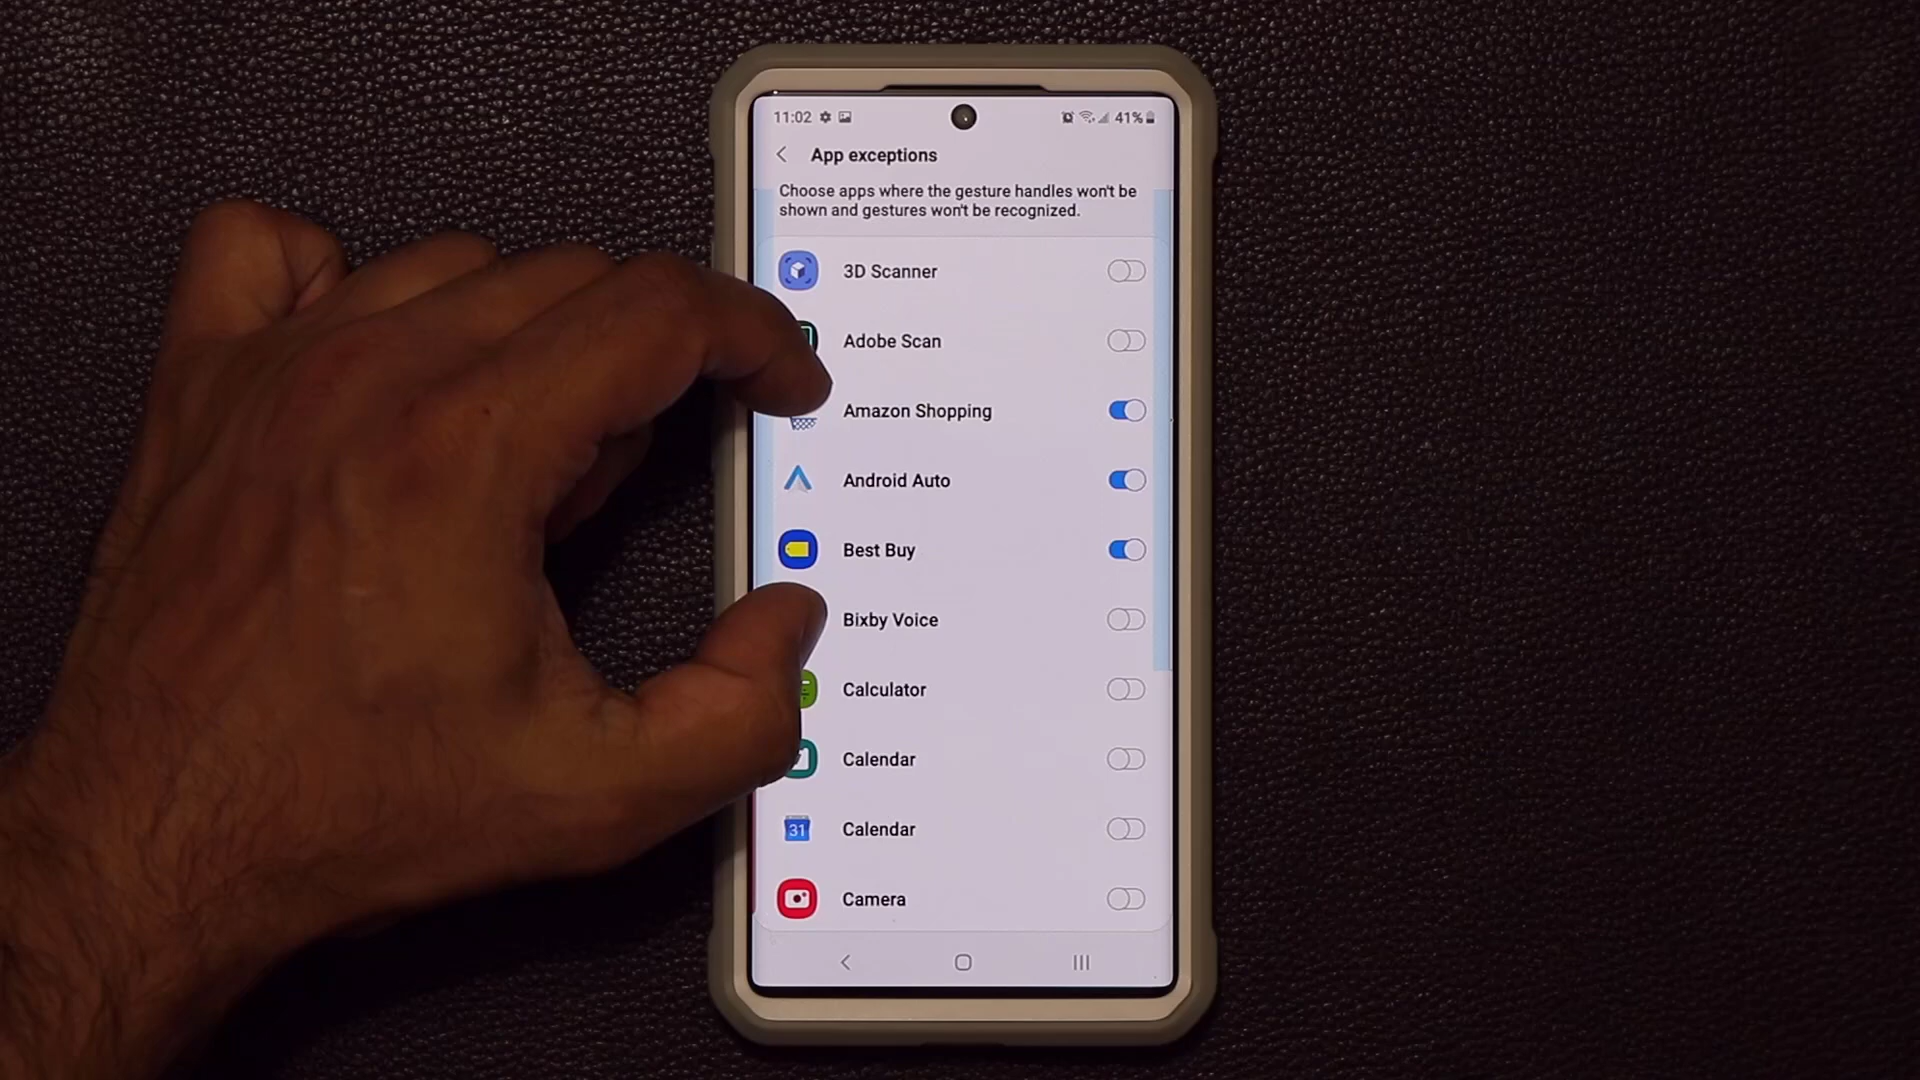 11:02 41%
App exceptions
Choose apps where the gesture handles won't be
shown and gestures won't be recognized.
3D Scanner
Adobe Scan
Amazon Shopping
Android Auto
Best Buy
Bixby Voice
Calculator
Calendar
31 Calendar
Camera